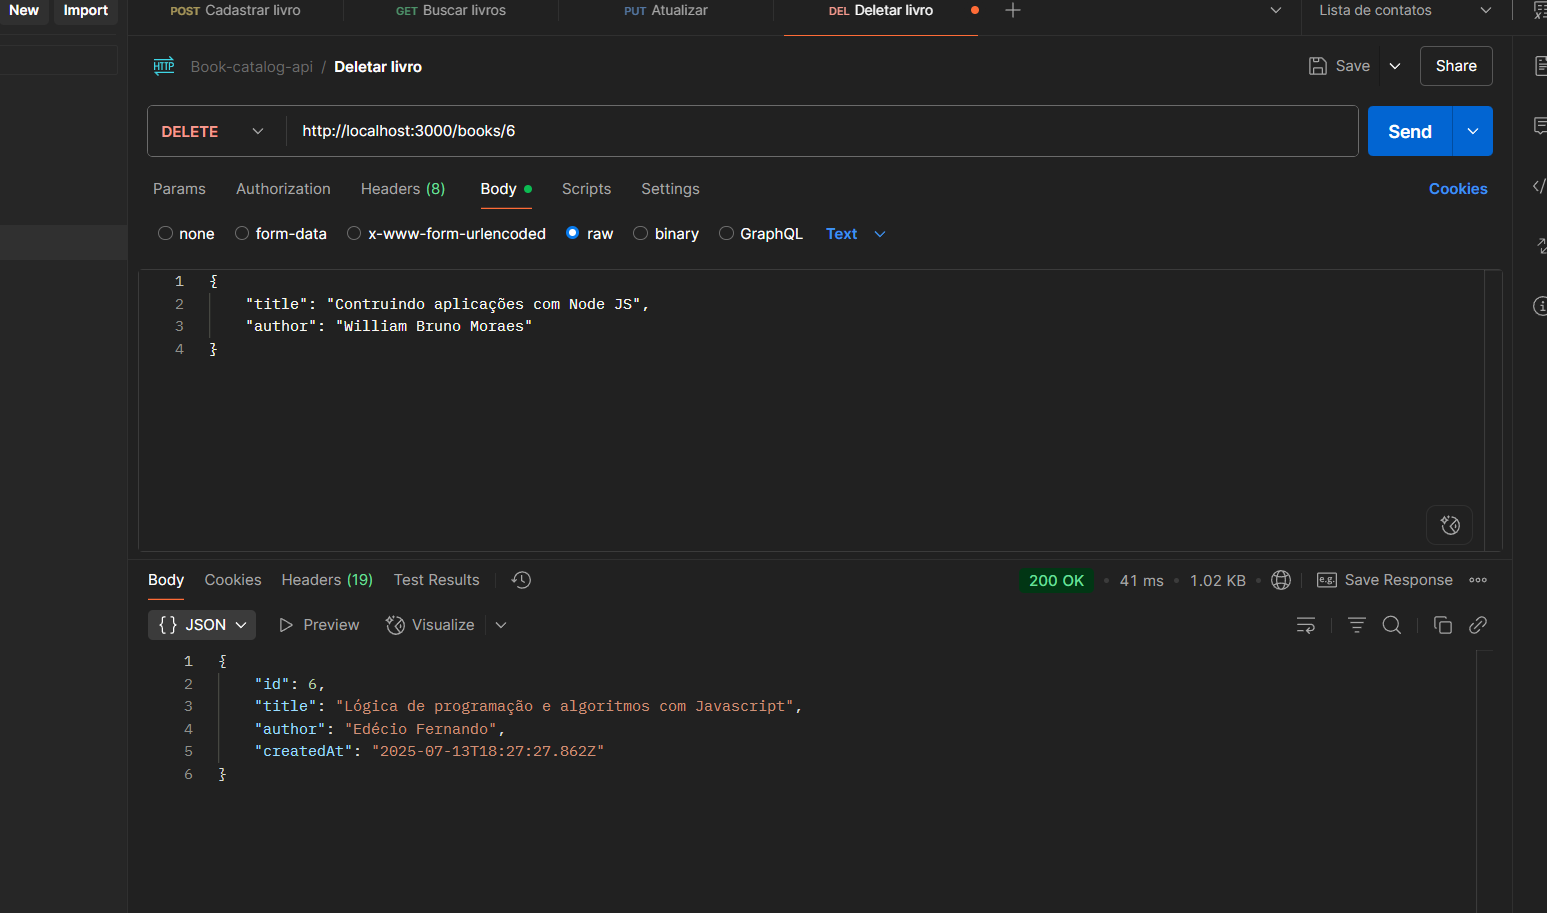 New Import POST Cadastrar livro GET Buscar livros PUT Atualizar DEL Deletar livro Lista de contatos
HTTP Book-catalog-api / Deletar livro Save Share
DELETE http://localhost:3000/books/6 Send
Params Authorization Headers (8) Body Scripts Settings Cookies
none form-data x-www-form-urlencoded raw binary GraphQL Text
1 {
2 "title": "Contruindo aplicações com Node JS",
3 "author": "William Bruno Moraes"
4 }
Body Cookies Headers (19) Test Results 200 OK • 41 ms • 1.02 KB • e.g. Save Response
{} JSON Preview Visualize
1 {
2 "id": 6,
3 "title": "Lógica de programação e algoritmos com Javascript",
4 "author": "Edécio Fernando",
5 "createdAt": "2025-07-13T18:27:27.862Z"
6 }